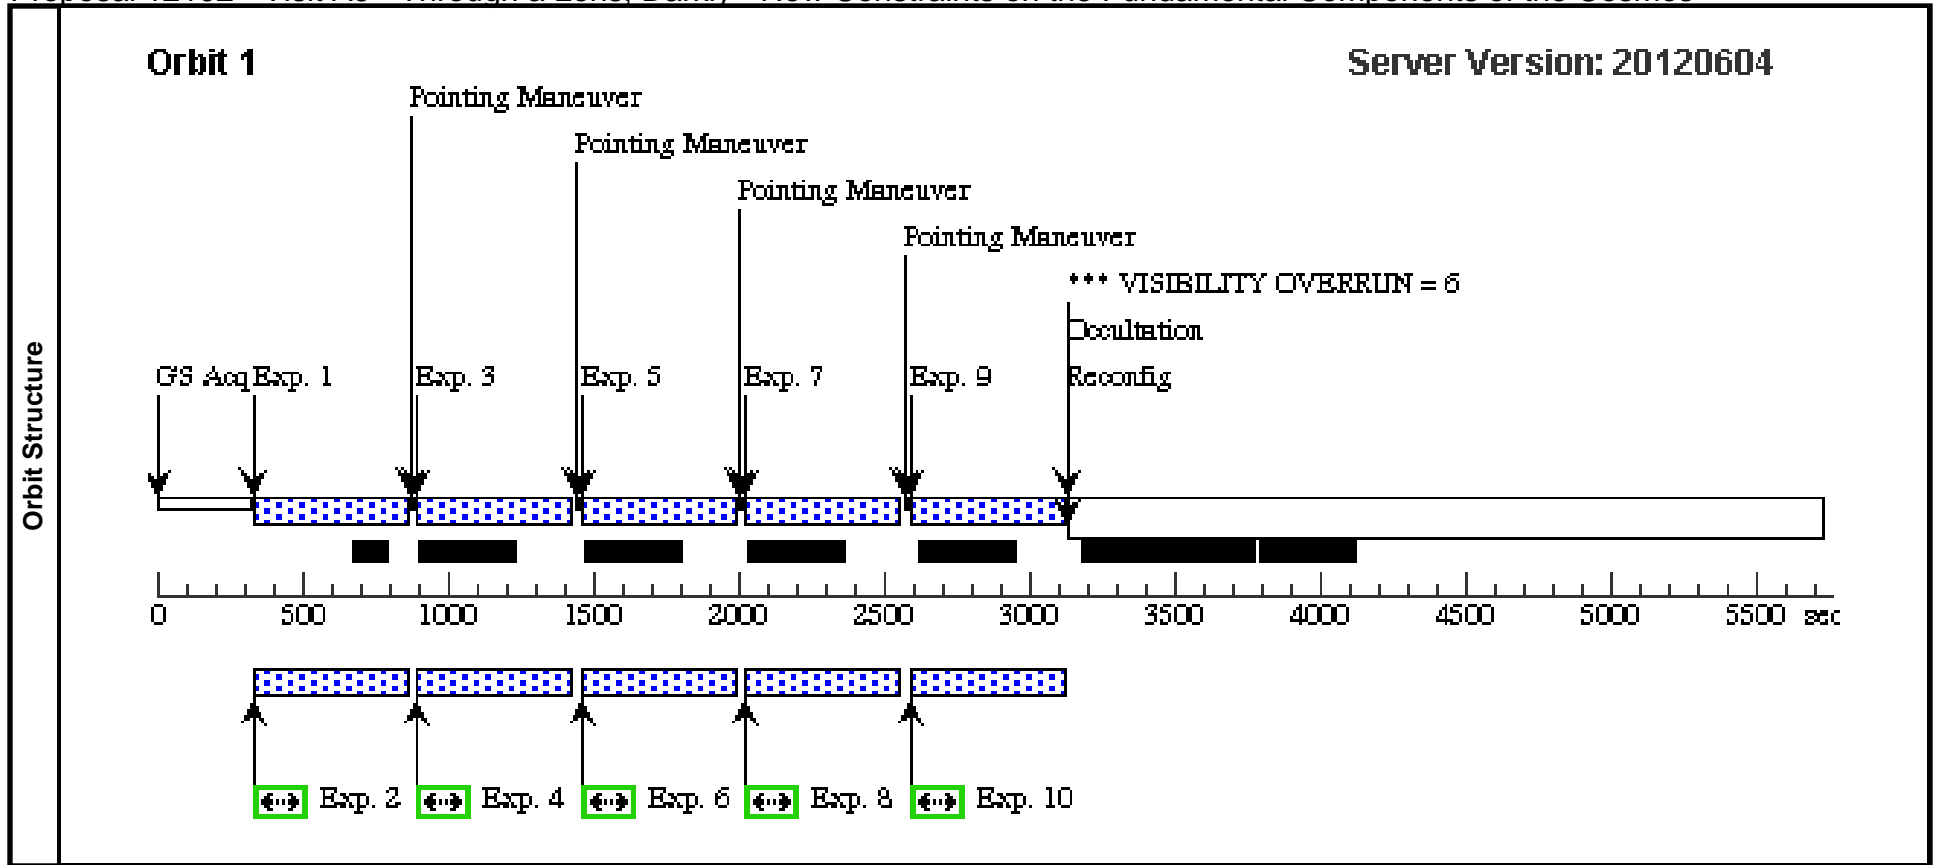 Orbit 1
Server Version: 20120604
Pointing Maneuver
Pointing Maneuver
Pointing Maneuver
Pointing Maneuver
*** VISIBILITY OVERRUN = 6
Occultation
GS Acq Exp. 1 Exp. 3 Exp. 5 Exp. 7 Exp. 9 Reconfig
Orbit Structure
0 500 1000 1500 2000 2500 3000 3500 4000 4500 5000 5500 sec
Exp. 2 Exp. 4 Exp. 6 Exp. 8 Exp. 10